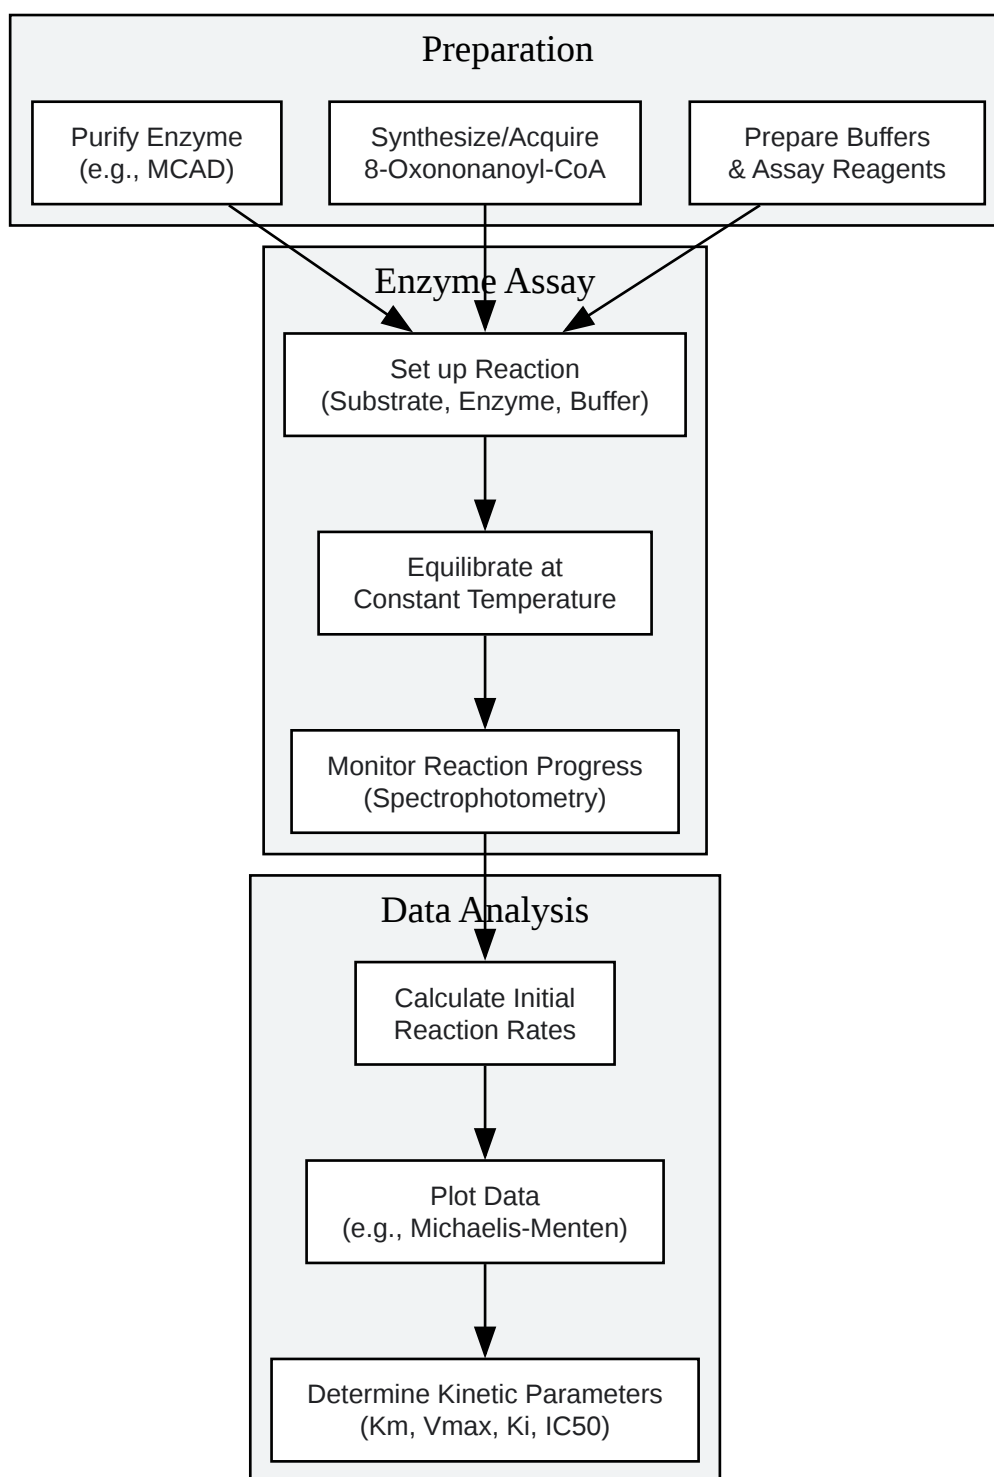 Preparation
Purify Enzyme
(e.g., MCAD)
Synthesize/Acquire
8-Oxononanoyl-CoA
Prepare Buffers
& Assay Reagents
Enzyme Assay
Set up Reaction
(Substrate, Enzyme, Buffer)
Equilibrate at
Constant Temperature
Monitor Reaction Progress
(Spectrophotometry)
Data Analysis
Calculate Initial
Reaction Rates
Plot Data
(e.g., Michaelis-Menten)
Determine Kinetic Parameters
(Km, Vmax, Ki, IC50)